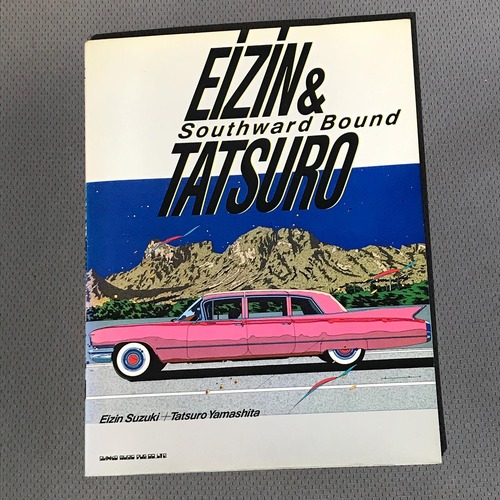 EIZIN &
Southward Bound
TATSURO
Eizin Suzuki+Tatsuro Yamashita